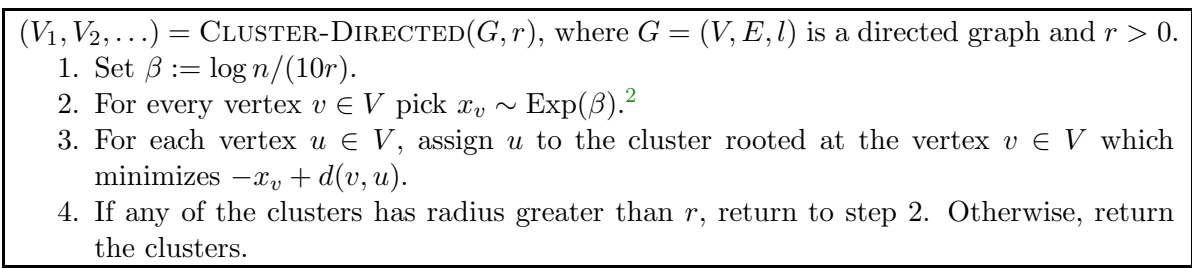 (V₁, V₂, …) = CLUSTER-DIRECTED(G, r), where G = (V, E, l) is a directed graph and r > 0.
1. Set β := log n/(10r).
2. For every vertex v ∈ V pick xᵥ ∼ Exp(β).²
3. For each vertex u ∈ V, assign u to the cluster rooted at the vertex v ∈ V which
minimizes −xᵥ + d(v, u).
4. If any of the clusters has radius greater than r, return to step 2. Otherwise, return
the clusters.